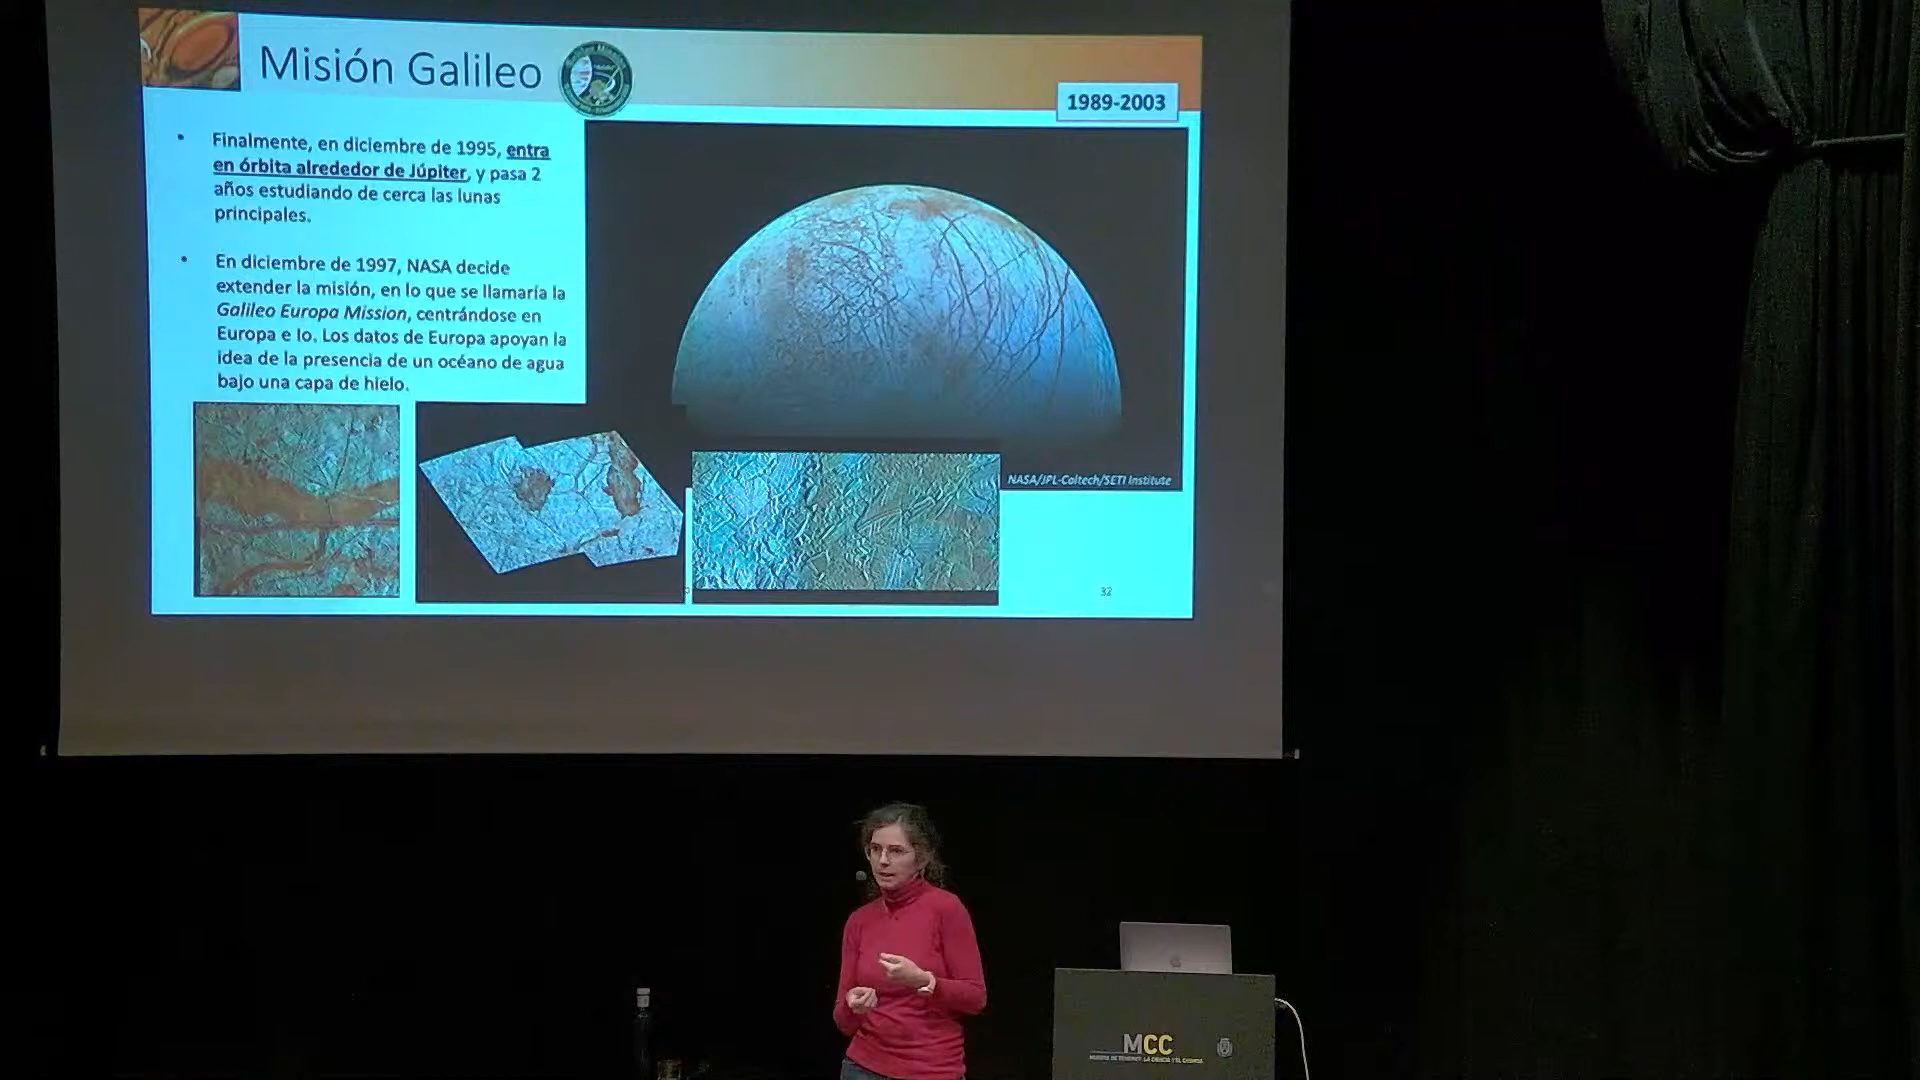 Misión Galileo
1989-2003
• Finalmente, en diciembre de 1995, entra
en órbita alrededor de Júpiter, y pasa 2
años estudiando de cerca las lunas
principales.
• En diciembre de 1997, NASA decide
extender la misión, en lo que se llamaría la
Galileo Europa Mission, centrándose en
Europa e Io. Los datos de Europa apoyan la
idea de la presencia de un océano de agua
bajo una capa de hielo.
NASA/JPL-Caltech/SETI Institute
32
MCC